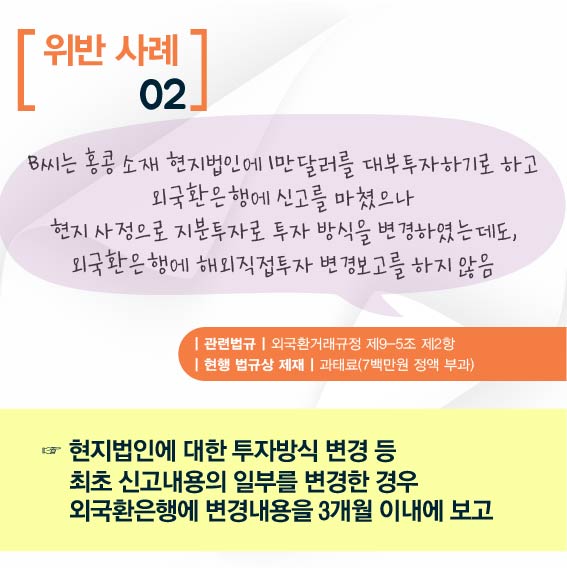 위반 사례
02
B씨는 홍콩 소재 현지법인에 1만달러를 대부투자하기로 하고
외국환은행에 신고를 마쳤으나
현지 사정으로 지분투자로 투자 방식을 변경하였는데도,
외국환은행에 해외직접투자 변경보고를 하지 않음
| 관련법규 | 외국환거래규정 제9-5조 제2항
| 현행 법규상 제재 | 과태료(7백만원 정액 부과)
☞ 현지법인에 대한 투자방식 변경 등
최초 신고내용의 일부를 변경한 경우
외국환은행에 변경내용을 3개월 이내에 보고